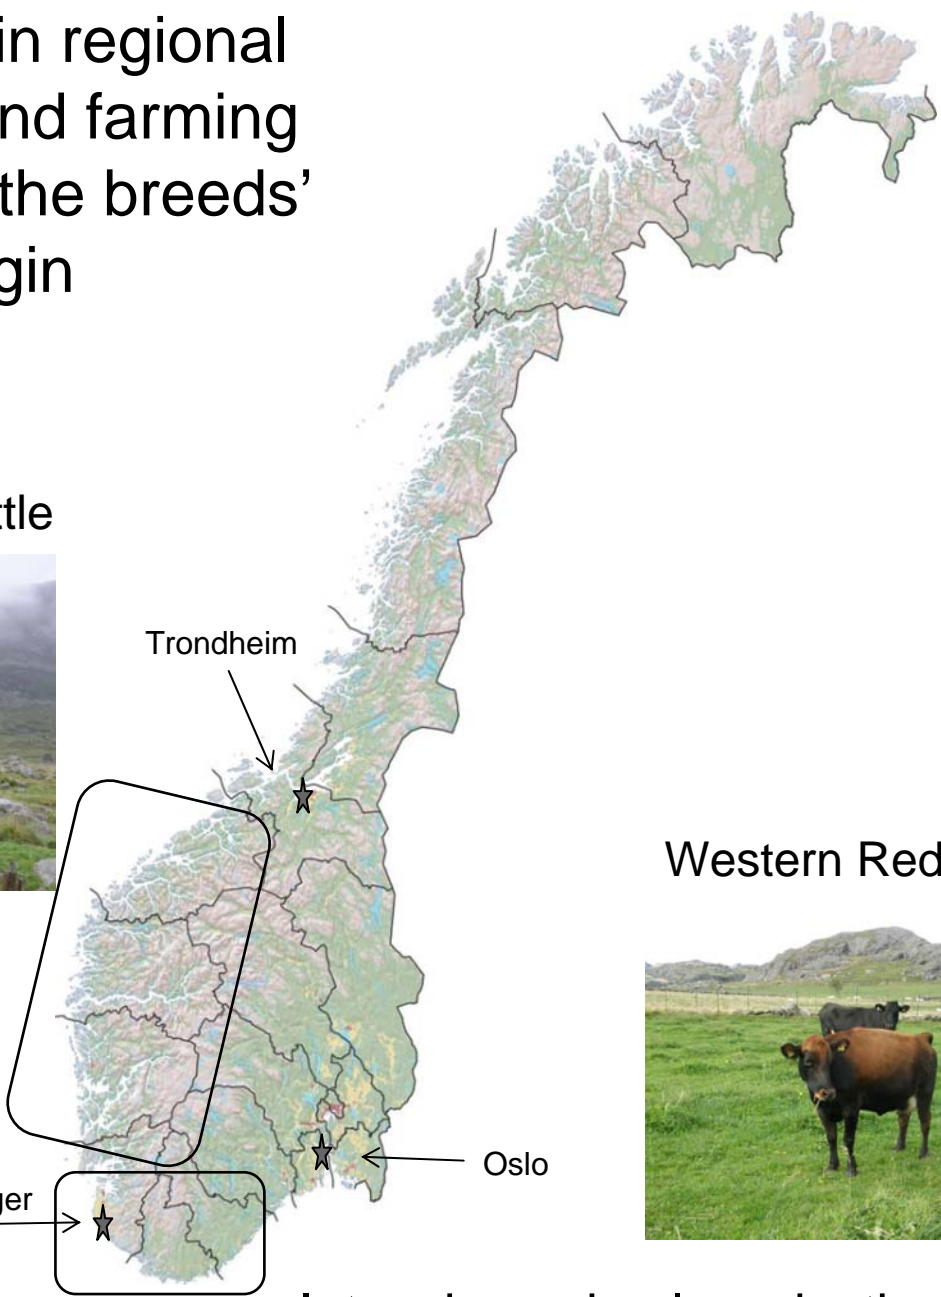 in regional
nd farming
the breeds’
gin
ttle
Trondheim
Western Red
Oslo
ger